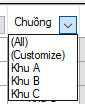 Chuồng
(All)
(Customize)
Khu A
Khu B
Khu C